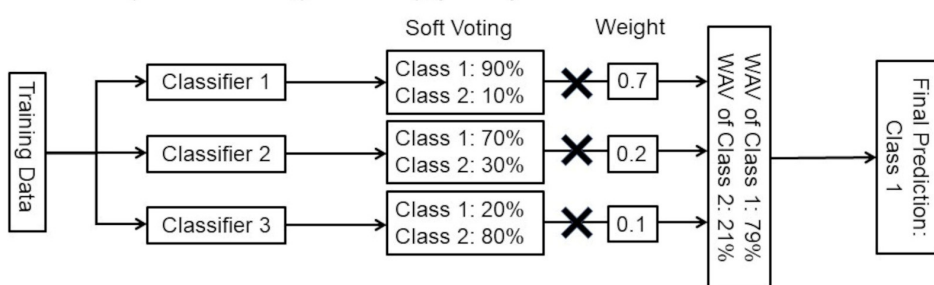 Soft Voting
Weight
Training Data
Classifier 1
Class 1: 90%
Class 2: 10%
0.7
Classifier 2
Class 1: 70%
Class 2: 30%
0.2
Classifier 3
Class 1: 20%
Class 2: 80%
0.1
WAV of Class 1: 79%
WAV of Class 2: 21%
Final Prediction:
Class 1